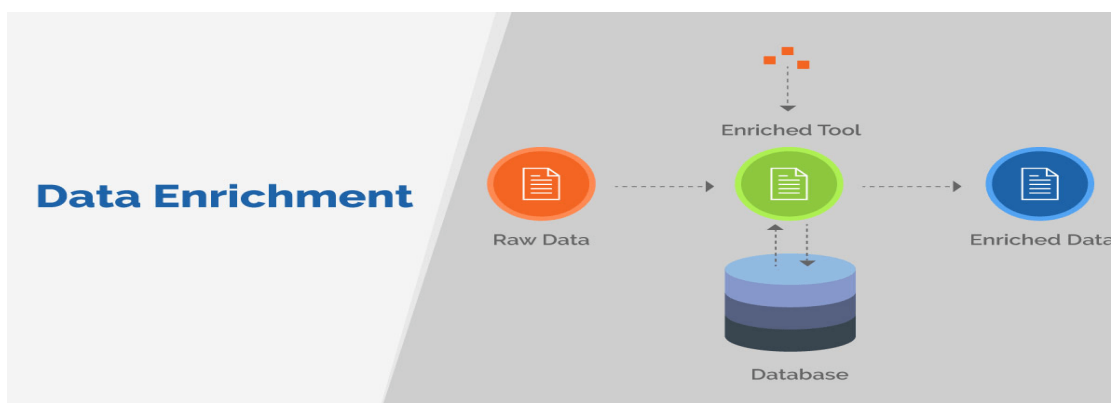 Data Enrichment
Enriched Tool
Raw Data
Enriched Data
Database